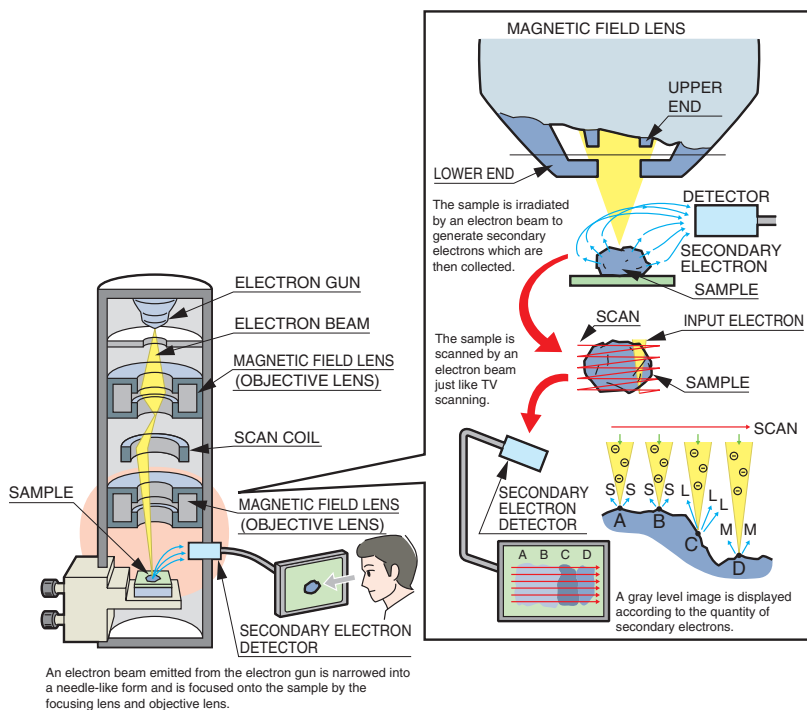 MAGNETIC FIELD LENS
UPPER
END
LOWER END
The sample is irradiated
by an electron beam to
generate secondary
electrons which are
then collected.
DETECTOR
SECONDARY
ELECTRON
SAMPLE
SCAN
INPUT ELECTRON
The sample is
scanned by an
electron beam
just like TV
scanning.
SAMPLE
SCAN
SECONDARY
ELECTRON
DETECTOR
S S S S L L L M M
A B C D
A B C D
A gray level image is displayed
according to the quantity of
secondary electrons.
ELECTRON GUN
ELECTRON BEAM
MAGNETIC FIELD LENS
(OBJECTIVE LENS)
SCAN COIL
SAMPLE
MAGNETIC FIELD LENS
(OBJECTIVE LENS)
SECONDARY ELECTRON
DETECTOR
An electron beam emitted from the electron gun is narrowed into
a needle-like form and is focused onto the sample by the
focusing lens and objective lens.